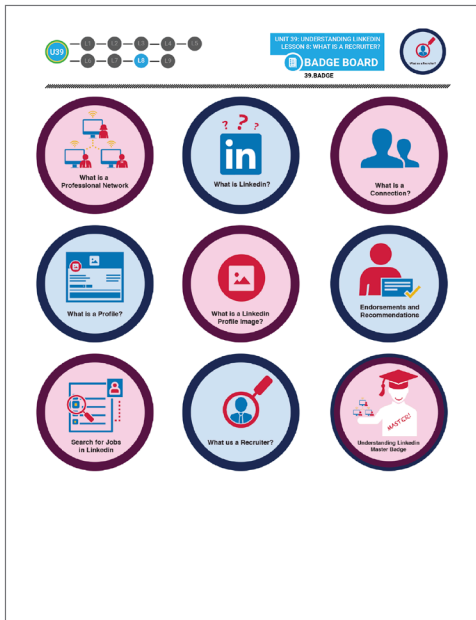 U39
L1
L2
L3
L4
L5
L6
L7
L8
L9
UNIT 39: UNDERSTANDING LINKEDIN
LESSON 8: WHAT IS A RECRUITER?
BADGE BOARD
39.BADGE
What is a
Professional Network
???
in
What is Linkedin?
What is a
Connection?
What is a Profile?
What is a Linkedin
Profile Image?
Endorsements and
Recommendations
Search for Jobs
in Linkedin
What us a Recruiter?
MASTER!
Understanding Linkedin
Master Badge